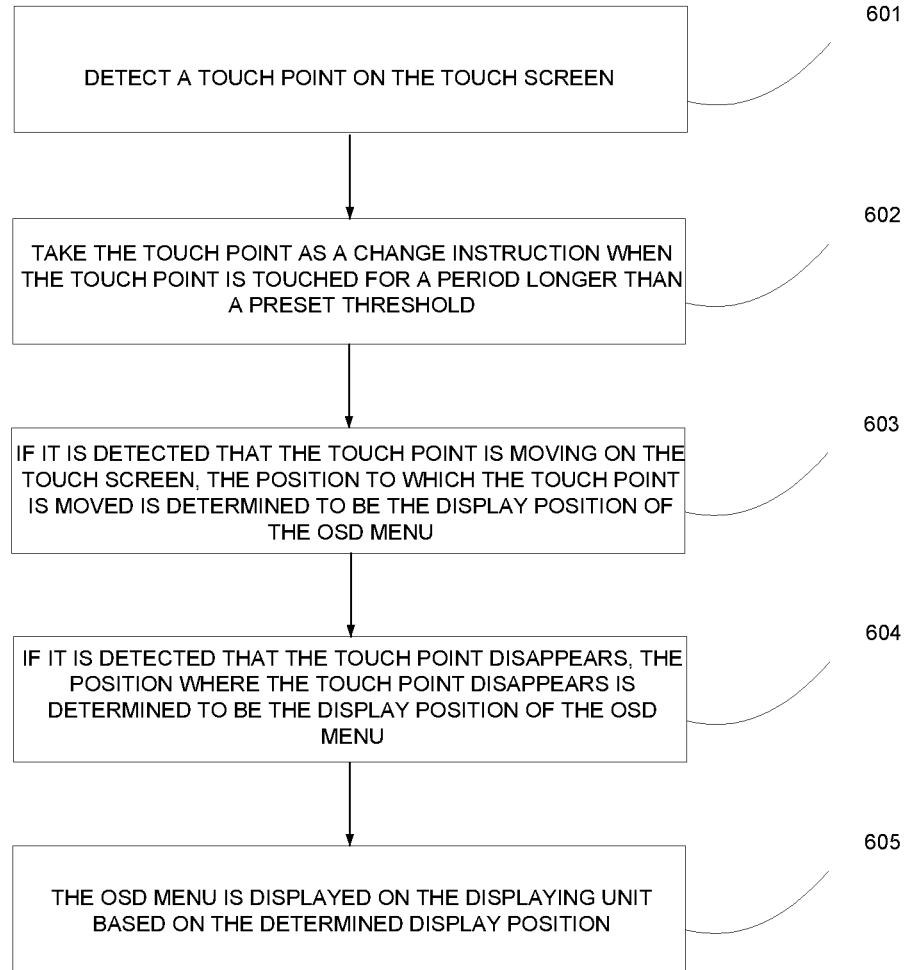 601
DETECT A TOUCH POINT ON THE TOUCH SCREEN
602
TAKE THE TOUCH POINT AS A CHANGE INSTRUCTION WHEN
THE TOUCH POINT IS TOUCHED FOR A PERIOD LONGER THAN
A PRESET THRESHOLD
603
IF IT IS DETECTED THAT THE TOUCH POINT IS MOVING ON THE
TOUCH SCREEN, THE POSITION TO WHICH THE TOUCH POINT
IS MOVED IS DETERMINED TO BE THE DISPLAY POSITION OF
THE OSD MENU
604
IF IT IS DETECTED THAT THE TOUCH POINT DISAPPEARS, THE
POSITION WHERE THE TOUCH POINT DISAPPEARS IS
DETERMINED TO BE THE DISPLAY POSITION OF THE OSD
MENU
605
THE OSD MENU IS DISPLAYED ON THE DISPLAYING UNIT
BASED ON THE DETERMINED DISPLAY POSITION